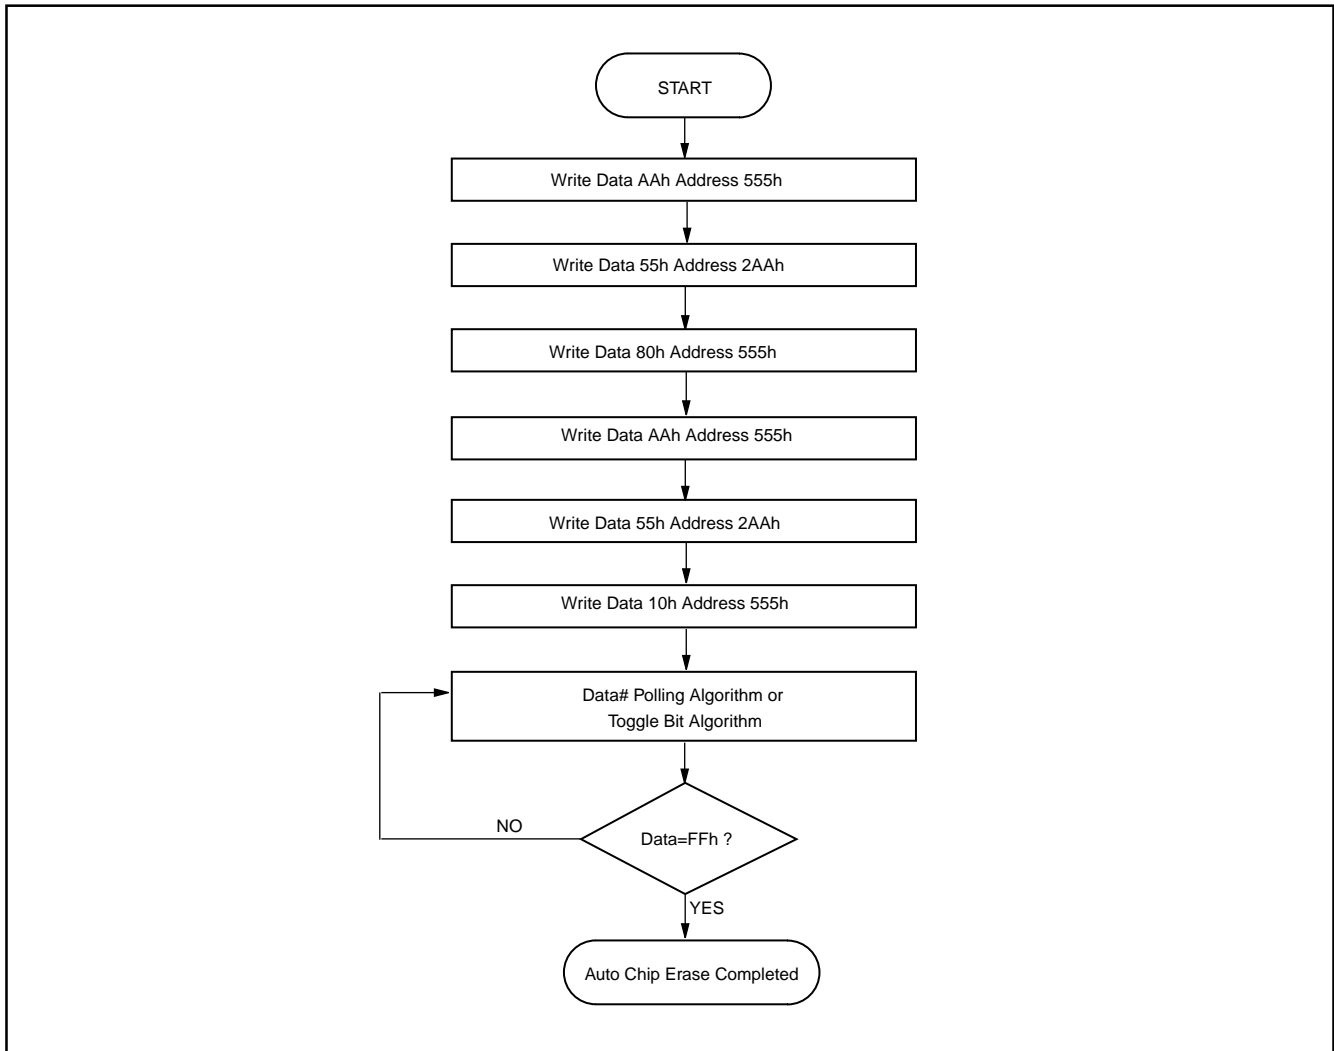 START
Write Data AAh Address 555h
Write Data 55h Address 2AAh
Write Data 80h Address 555h
Write Data AAh Address 555h
Write Data 55h Address 2AAh
Write Data 10h Address 555h
Data# Polling Algorithm or
Toggle Bit Algorithm
NO
Data=FFh ?
YES
Auto Chip Erase Completed